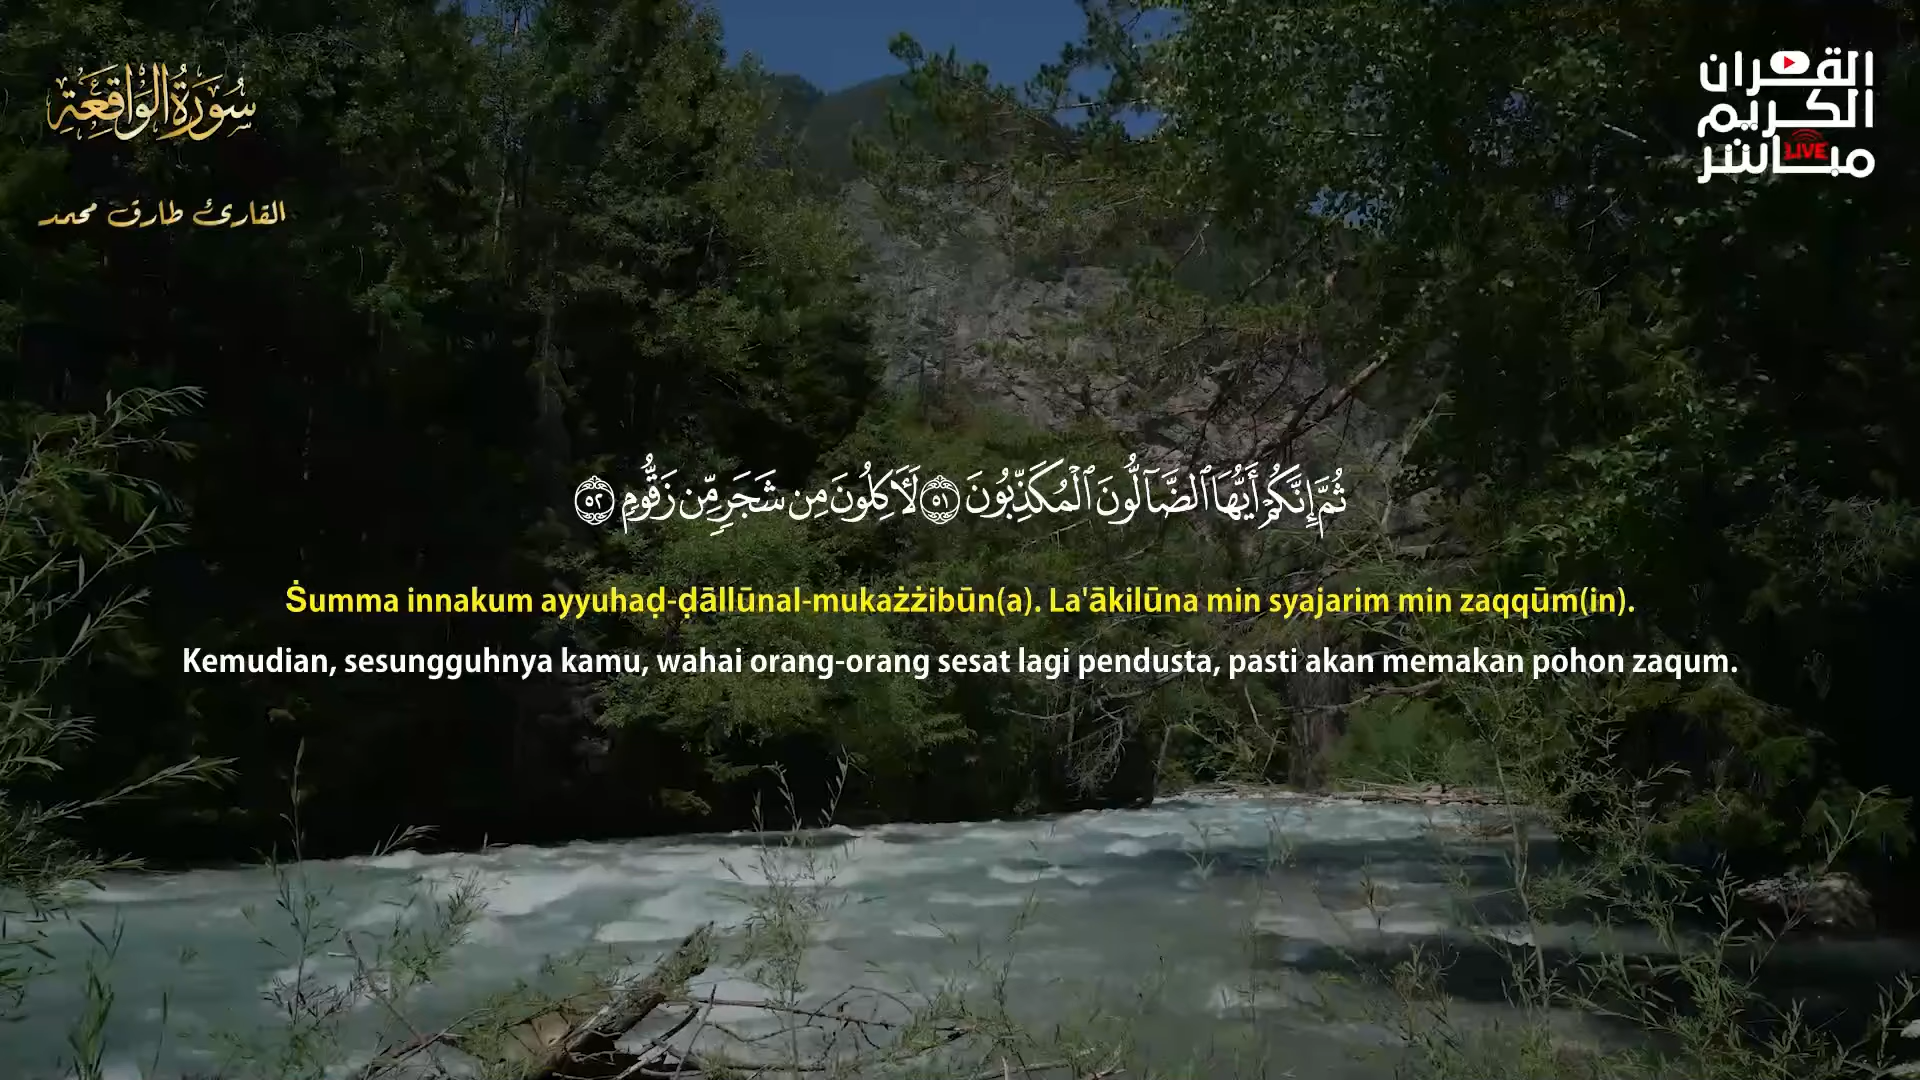 سُورَةُ الوَاقِعَة
القارئ طارق محمد
القرآن
الكريم
مباشر
LIVE
ثُمَّ إِنَّكُمْ أَيُّهَا ٱلضَّآلُّونَ ٱلْمُكَذِّبُونَ ٥١ لَـَٔاكِلُونَ مِن شَجَرٍ مِّن زَقُّومٍ ٥٢
Ṡumma innakum ayyuhaḍ-ḍāllūnal-mukażżibūn(a). La'ākilūna min syajarim min zaqqūm(in).
Kemudian, sesungguhnya kamu, wahai orang-orang sesat lagi pendusta, pasti akan memakan pohon zaqum.